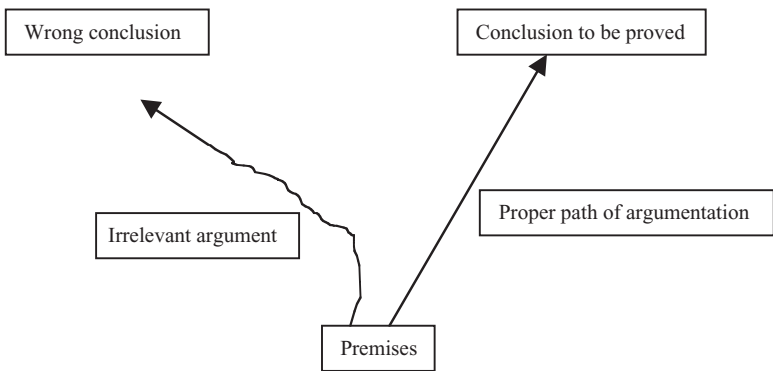 Wrong conclusion
Conclusion to be proved
Irrelevant argument
Proper path of argumentation
Premises